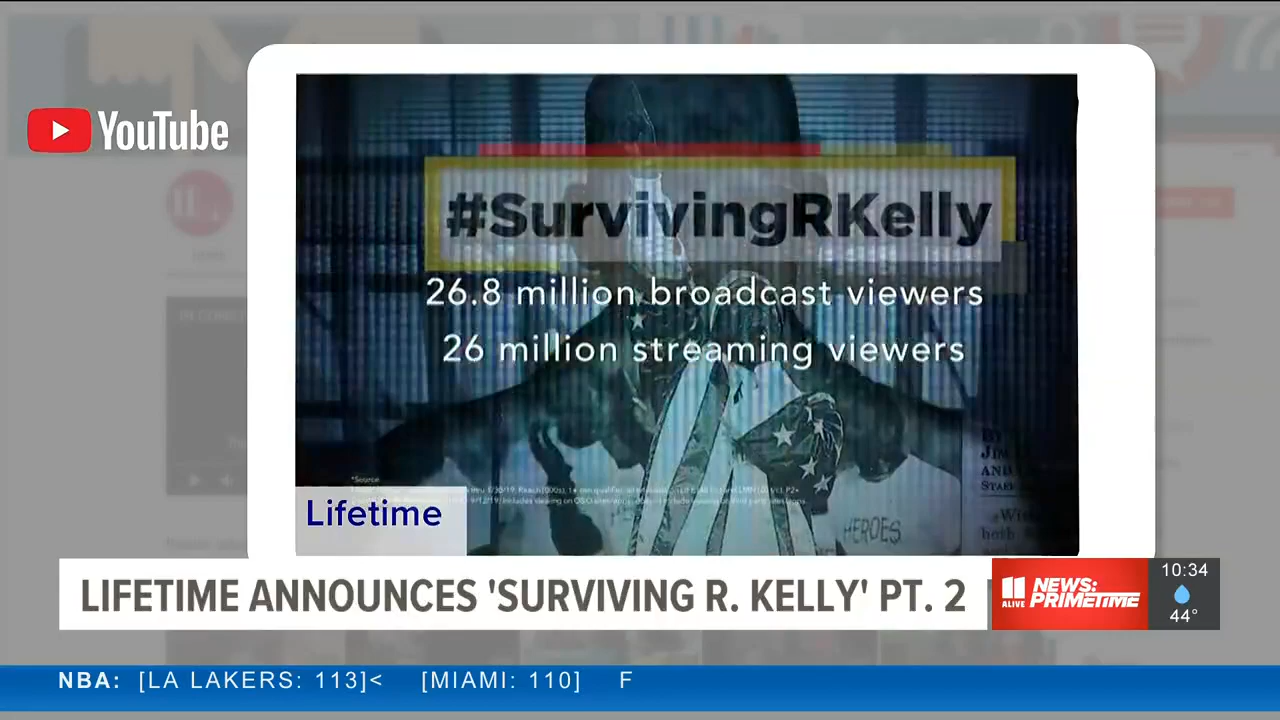 YouTube
#SurvivingRKelly
26.8 million broadcast viewers
26 million streaming viewers
*Source
HEROES
Lifetime
LIFETIME ANNOUNCES 'SURVIVING R. KELLY' PT. 2
11 ALIVE
NEWS:
PRIMETIME
10:34
44°
NBA: [LA LAKERS: 113]< [MIAMI: 110] F